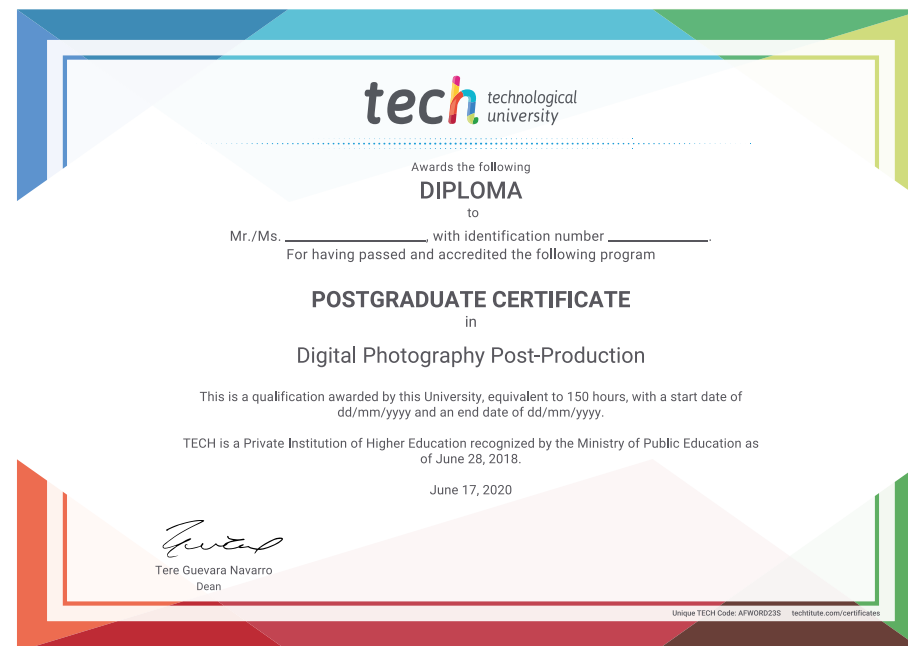 tech technological
university
Awards the following
DIPLOMA
to
Mr./Ms. ____________________, with identification number ______________.
For having passed and accredited the following program
POSTGRADUATE CERTIFICATE
in
Digital Photography Post-Production
This is a qualification awarded by this University, equivalent to 150 hours, with a start date of
dd/mm/yyyy and an end date of dd/mm/yyyy.
TECH is a Private Institution of Higher Education recognized by the Ministry of Public Education as
of June 28, 2018.
June 17, 2020
Tere Guevara Navarro
Dean
Unique TECH Code: AFWORD23S techtitute.com/certificates